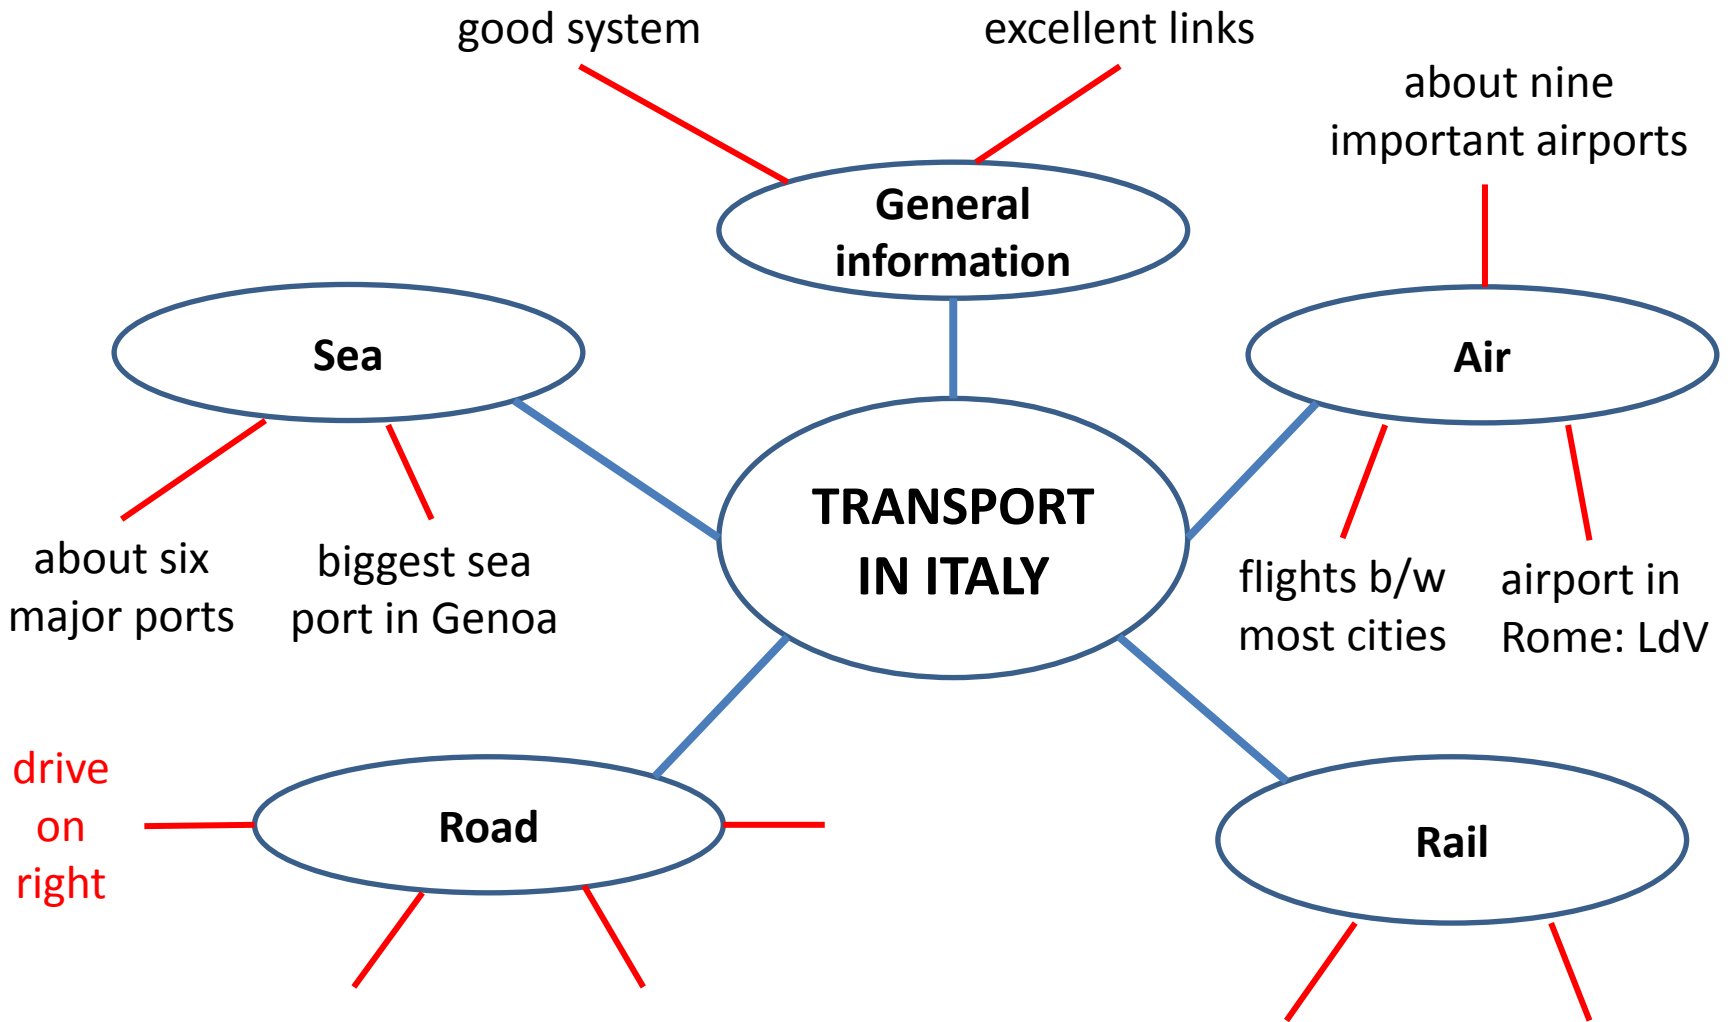 good system
excellent links
about nine
important airports
General
information
Sea
Air
TRANSPORT
IN ITALY
about six
major ports
biggest sea
port in Genoa
flights b/w
most cities
airport in
Rome: LdV
drive
on
right
Road
Rail